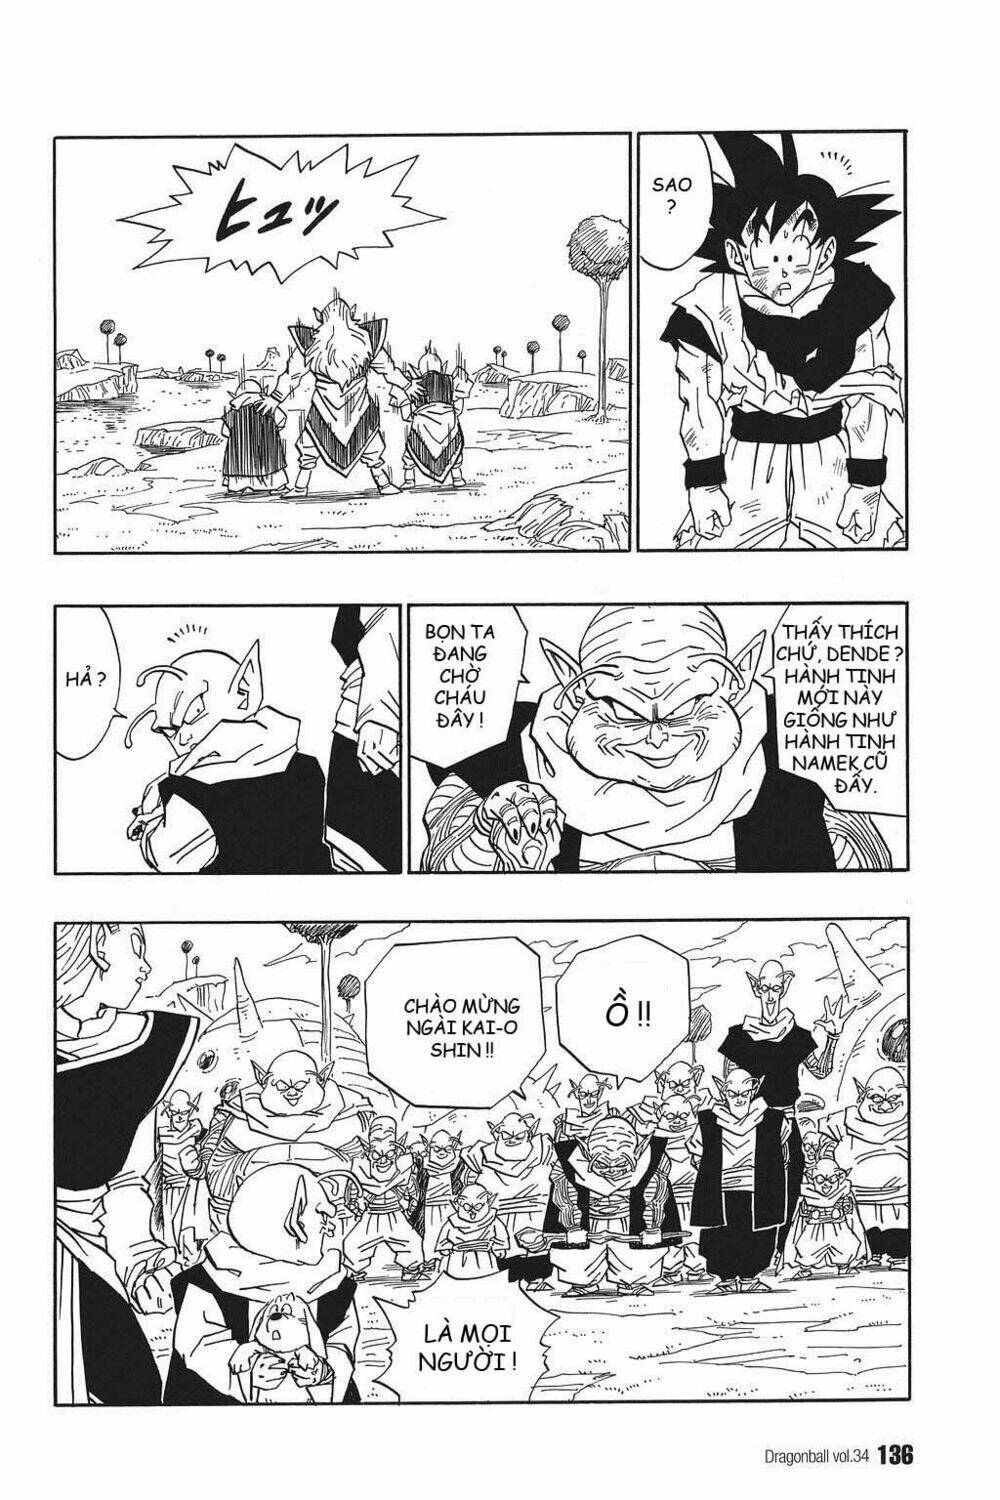 SAO
?
ヒュッ
THẤY THÍCH
CHỨ, DENDE ?
HÀNH TINH
MỚI NÀY
GIỐNG NHƯ
HÀNH TINH
NAMEK CŨ
ĐẤY.
BỌN TA
ĐANG
CHỜ
CHÁU
ĐÂY !
HẢ ?
Ồ !!
CHÀO MỪNG
NGÀI KAI-O
SHIN !!
LÀ MỌI
NGƯỜI !
Dragonball vol.34 136